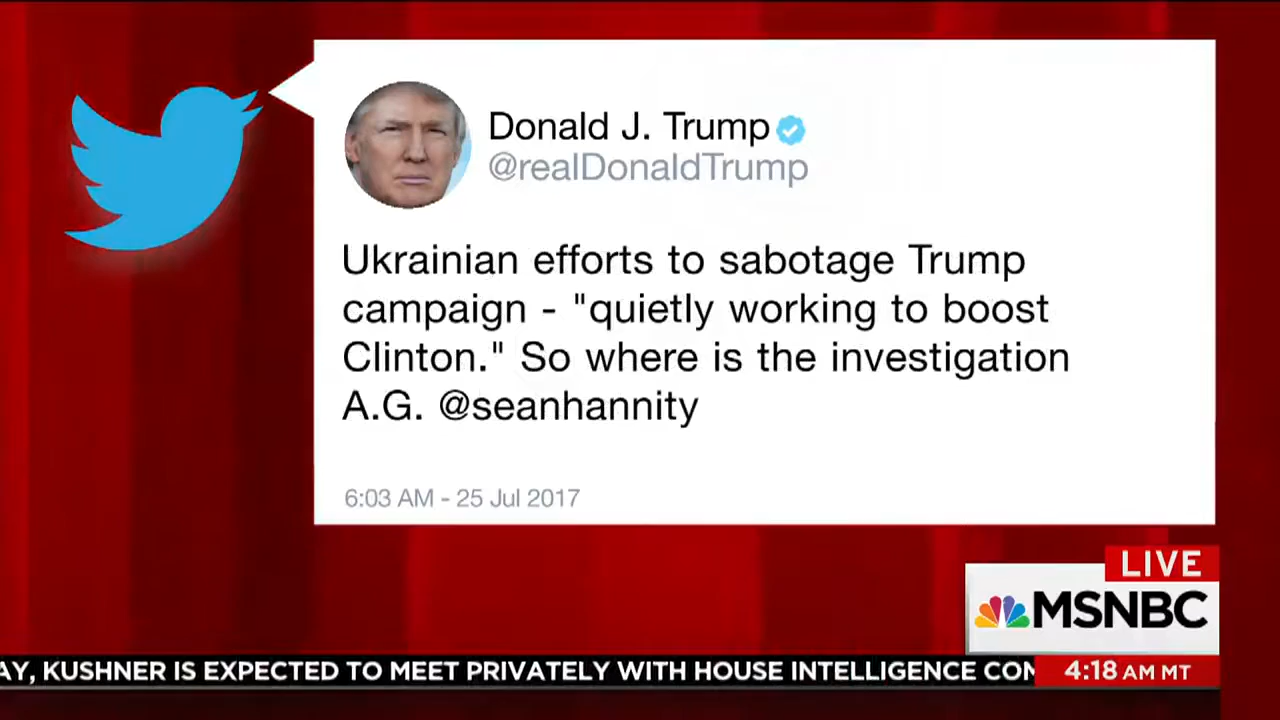 Donald J. Trump
@realDonaldTrump
Ukrainian efforts to sabotage Trump
campaign - "quietly working to boost
Clinton." So where is the investigation
A.G. @seanhannity
6:03 AM - 25 Jul 2017
LIVE
MSNBC
KUSHNER IS EXPECTED TO MEET PRIVATELY WITH HOUSE INTELLIGENCE
4:18 AM MT